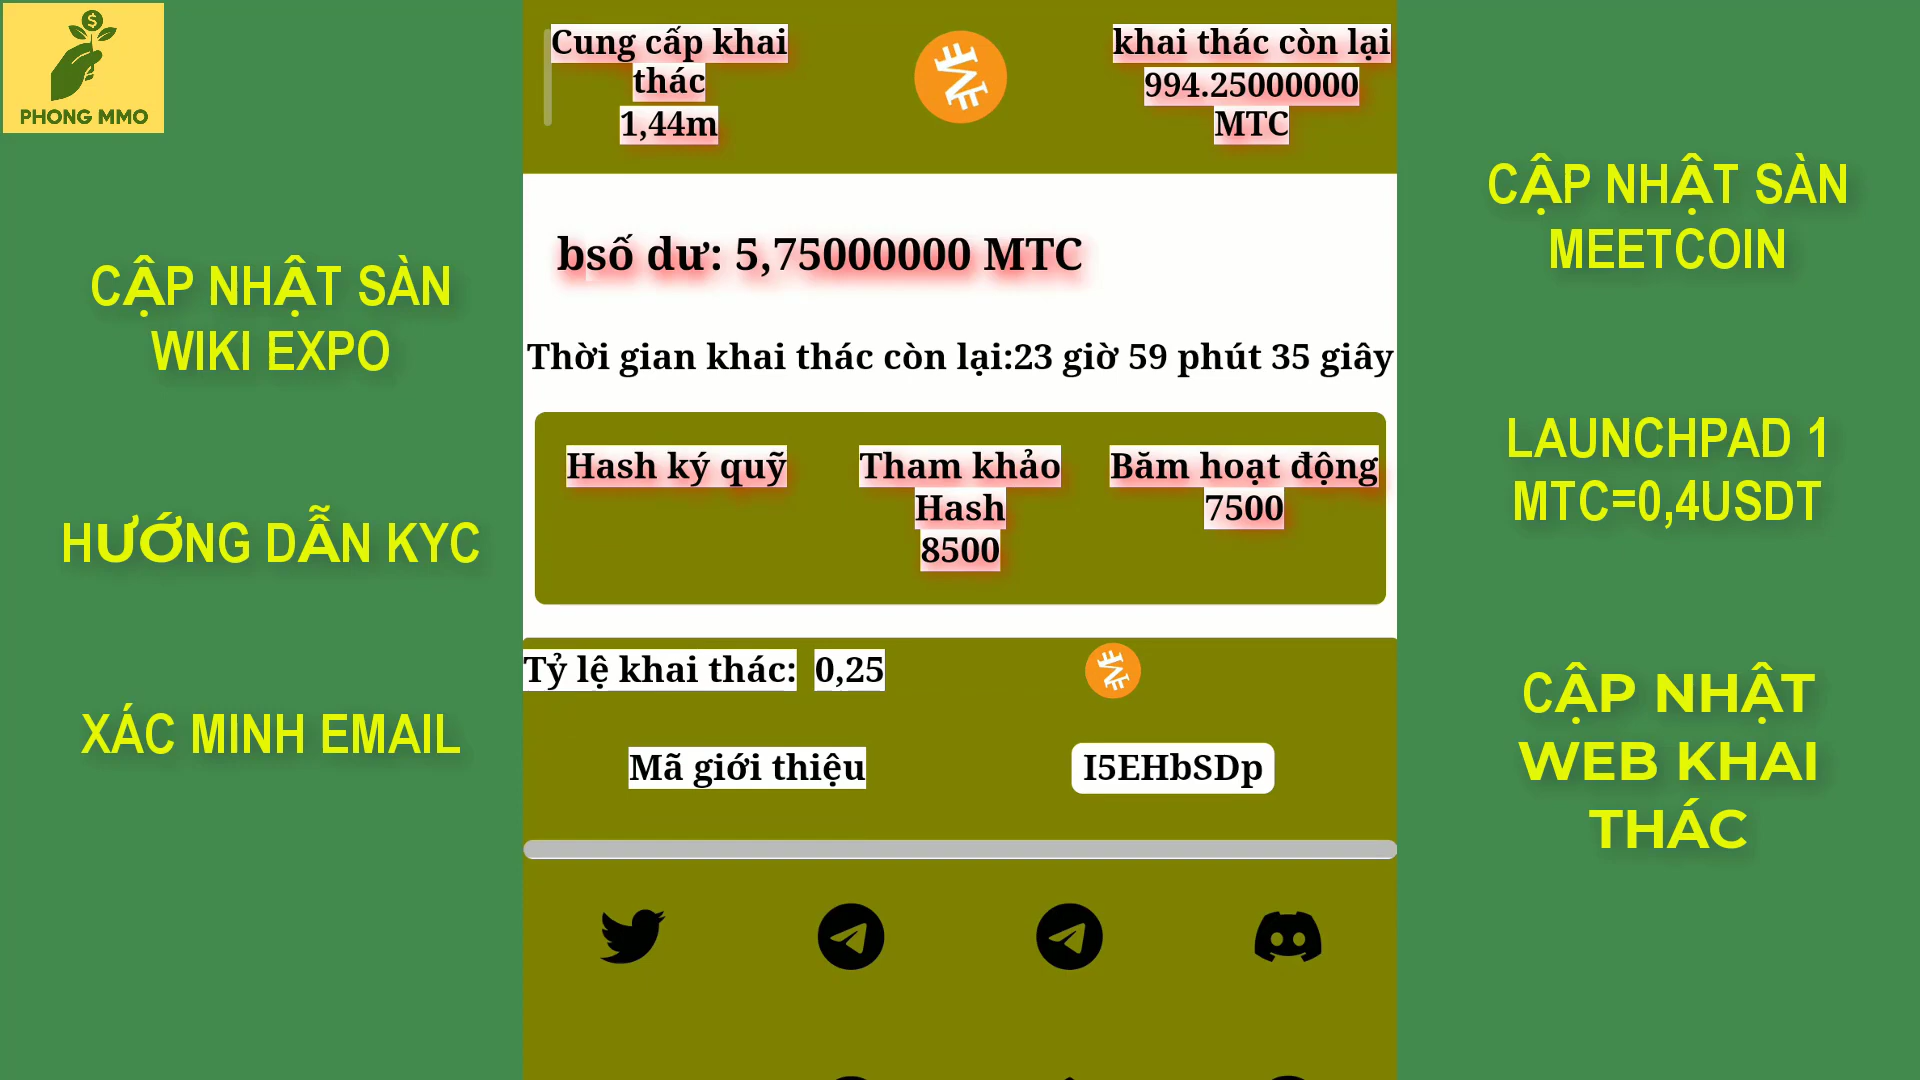 PHONG MMO
CẬP NHẬT SÀN
WIKI EXPO
HƯỚNG DẪN KYC
XÁC MINH EMAIL
Cung cấp khai
thác
1,44m
khai thác còn lại
994.25000000
MTC
bsố dư: 5,75000000 MTC
Thời gian khai thác còn lại:23 giờ 59 phút 35 giây
Hash ký quỹ
Tham khảo
Hash
8500
Băm hoạt động
7500
Tỷ lệ khai thác: 0,25
Mã giới thiệu
I5EHbSDp
CẬP NHẬT SÀN
MEETCOIN
LAUNCHPAD 1
MTC=0,4USDT
CẬP NHẬT
WEB KHAI
THÁC